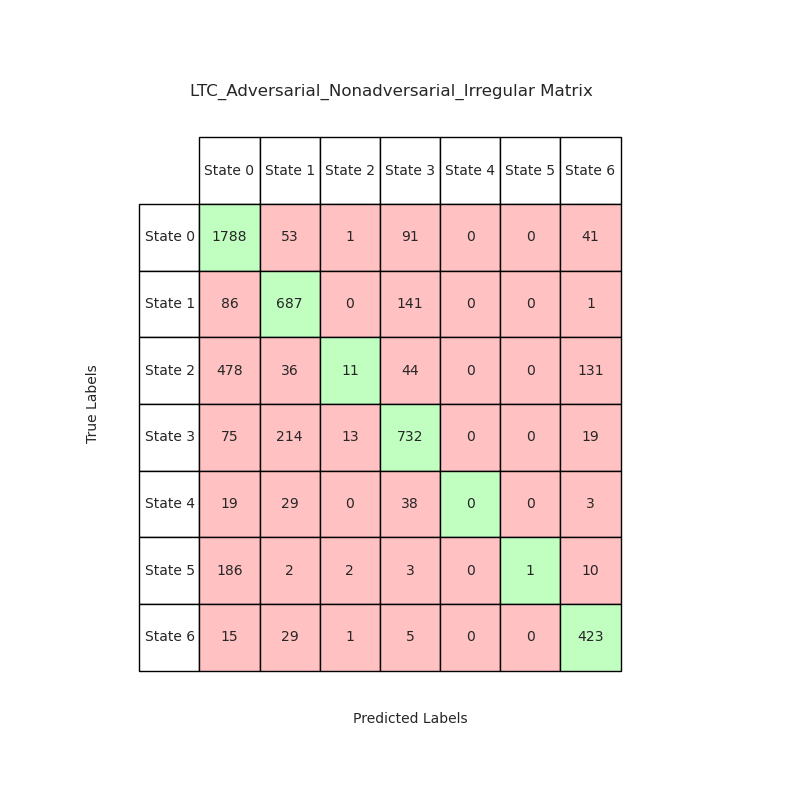 LTC_Adversarial_Nonadversarial_Irregular Matrix
State 0 State 1 State 2 State 3 State 4 State 5 State 6
State 0 1788 53 1 91 0 0 41
State 1 86 687 0 141 0 0 1
State 2 478 36 11 44 0 0 131
State 3 75 214 13 732 0 0 19
State 4 19 29 0 38 0 0 3
State 5 186 2 2 3 0 1 10
State 6 15 29 1 5 0 0 423
True Labels
Predicted Labels